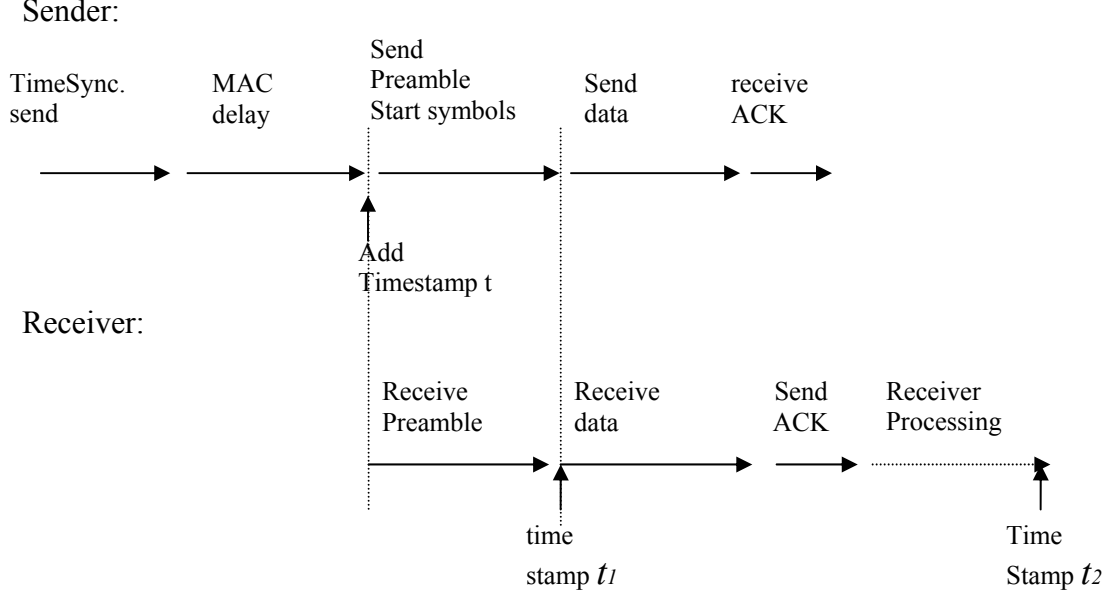 Sender:
TimeSync.
send
MAC
delay
Send
Preamble
Start symbols
Send
data
receive
ACK
Add
Timestamp t
Receiver:
Receive
Preamble
Receive
data
Send
ACK
Receiver
Processing
time
stamp t1
Time
Stamp t2